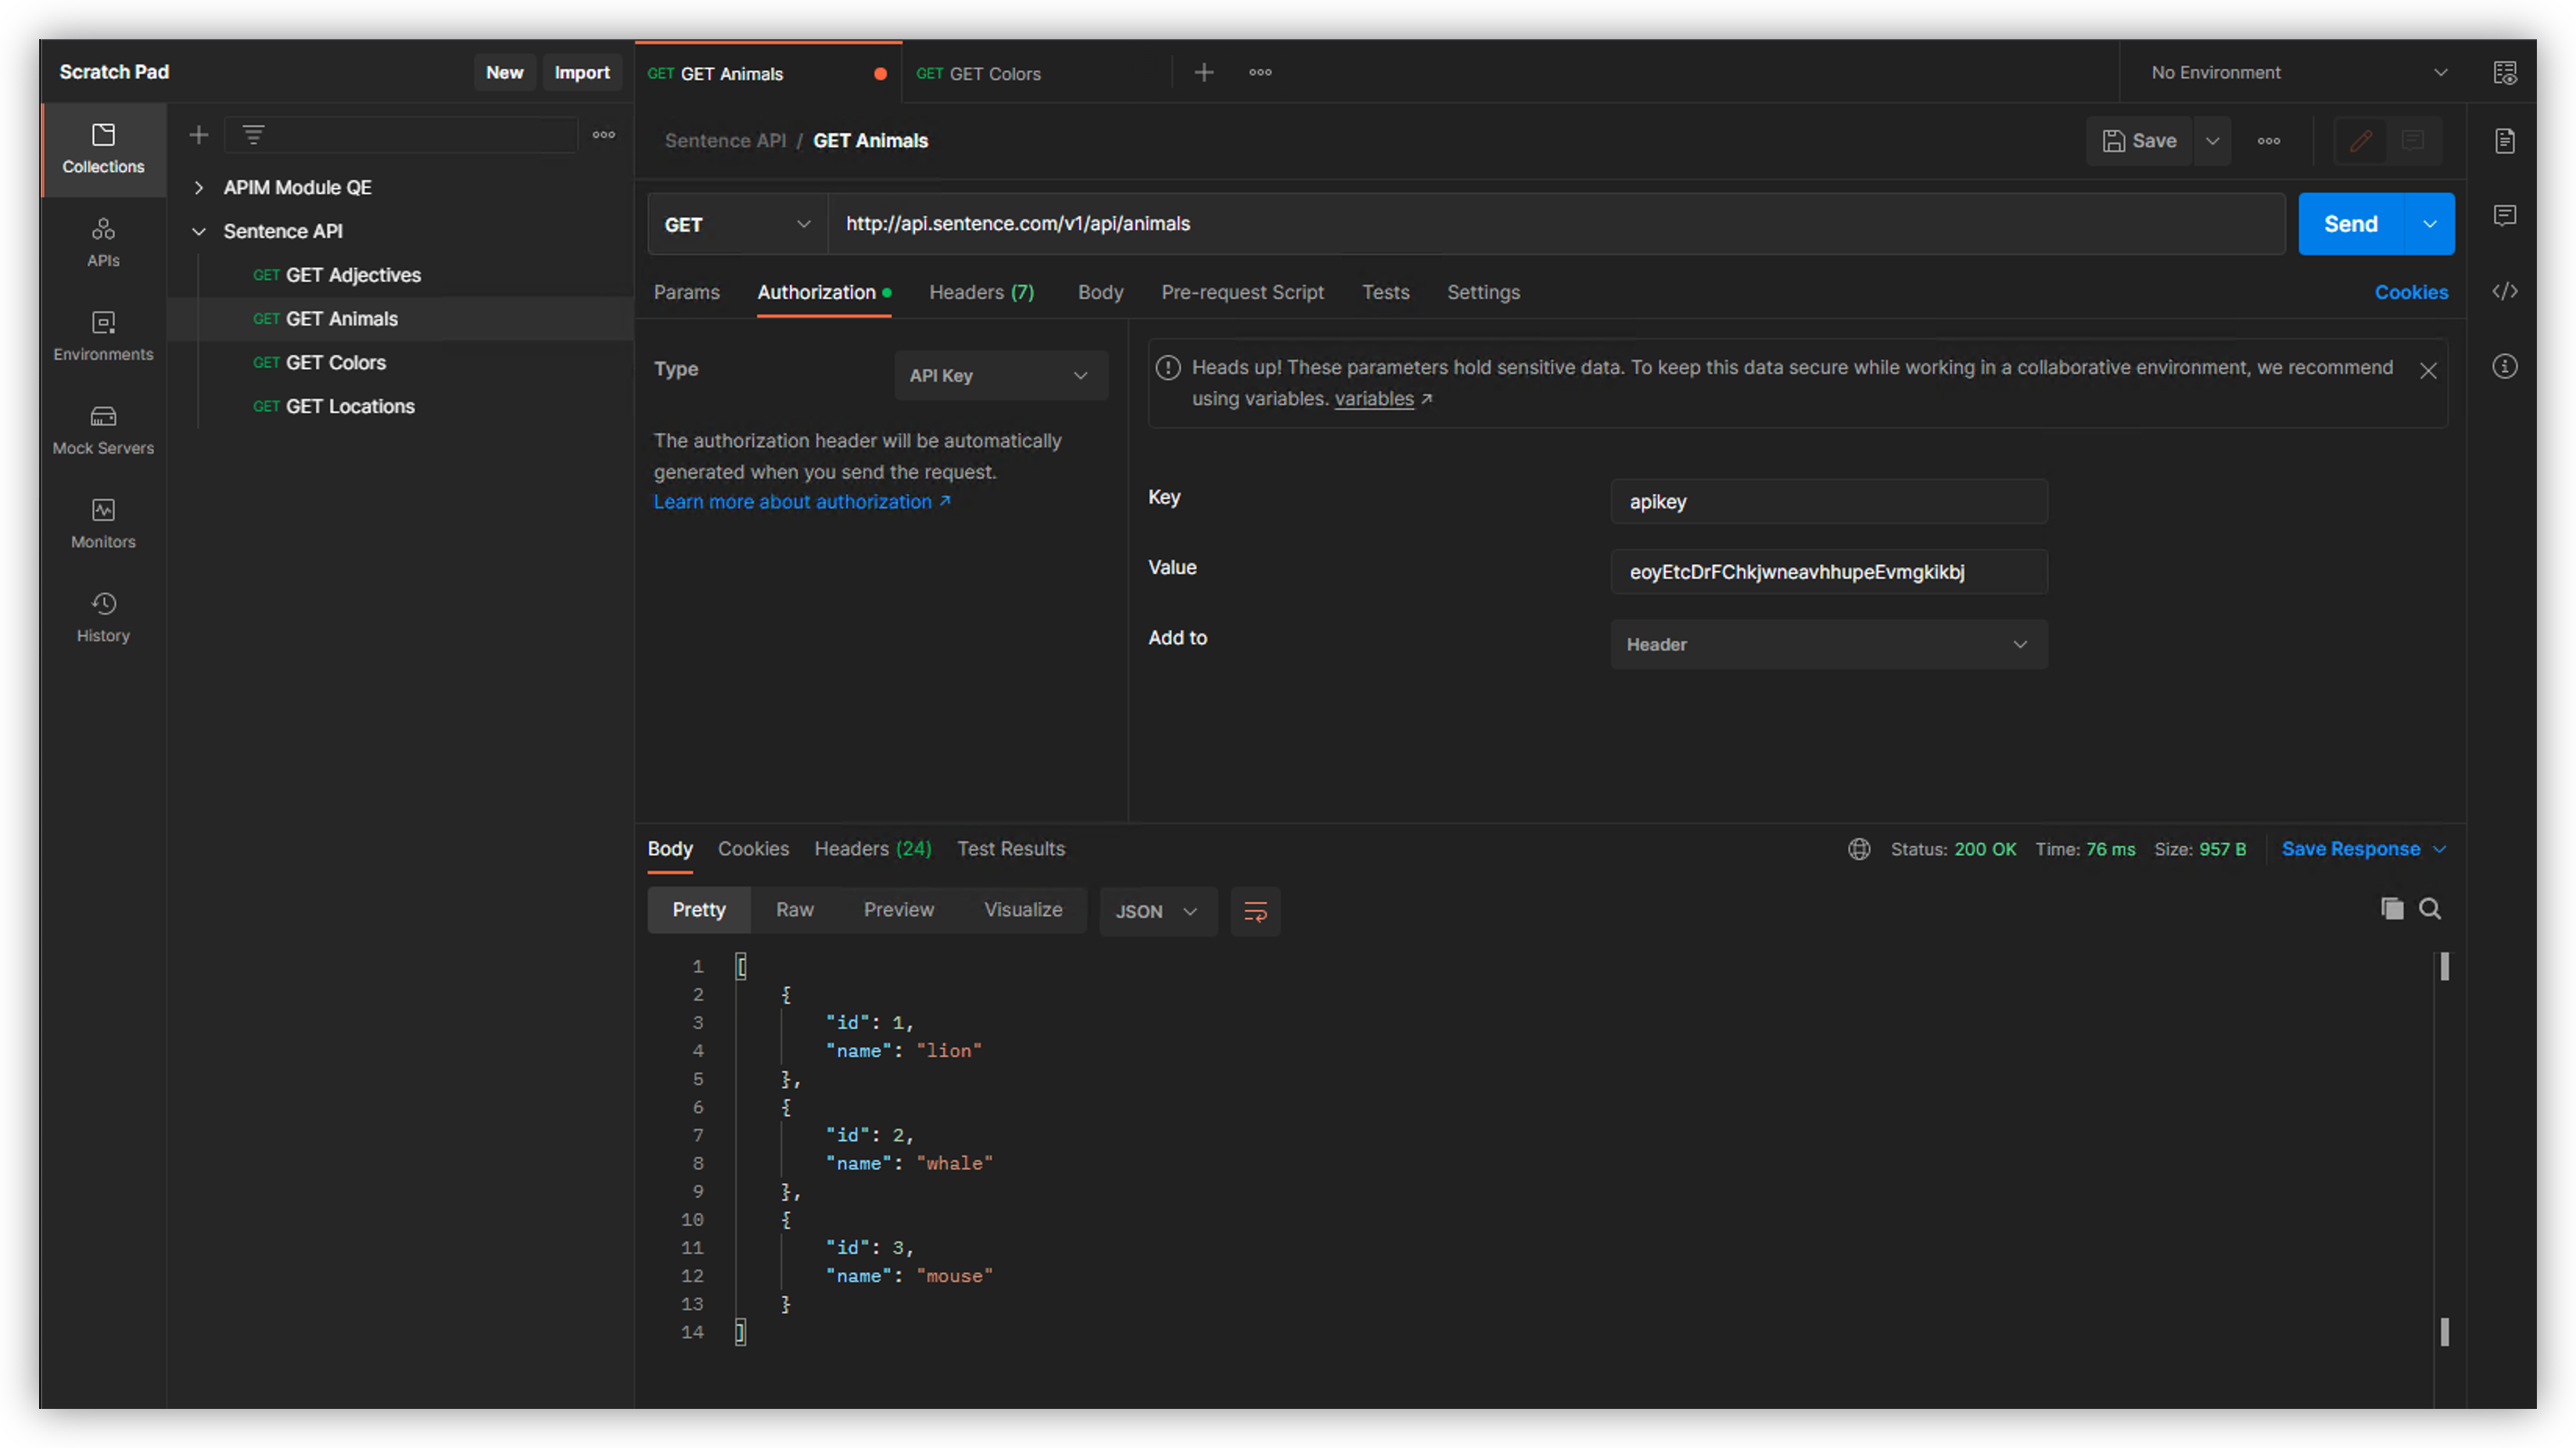 Scratch Pad
New
Import
GET GET Animals
GET GET Colors
No Environment
Collections
APIs
Environments
Mock Servers
Monitors
History
APIM Module QE
Sentence API
GET GET Adjectives
GET GET Animals
GET GET Colors
GET GET Locations
Sentence API / GET Animals
Save
GET
http://api.sentence.com/v1/api/animals
Send
Params
Authorization
Headers (7)
Body
Pre-request Script
Tests
Settings
Cookies
Type
API Key
The authorization header will be automatically
generated when you send the request.
Learn more about authorization ↗
Heads up! These parameters hold sensitive data. To keep this data secure while working in a collaborative environment, we recommend
using variables. variables ↗
Key
apikey
Value
eoyEtcDrFChkjwneavhhupeEvmgkikbj
Add to
Header
Body
Cookies
Headers (24)
Test Results
Status: 200 OK
Time: 76 ms
Size: 957 B
Save Response
Pretty
Raw
Preview
Visualize
JSON
1 [
2 {
3 "id": 1,
4 "name": "lion"
5 },
6 {
7 "id": 2,
8 "name": "whale"
9 },
10 {
11 "id": 3,
12 "name": "mouse"
13 }
14 ]